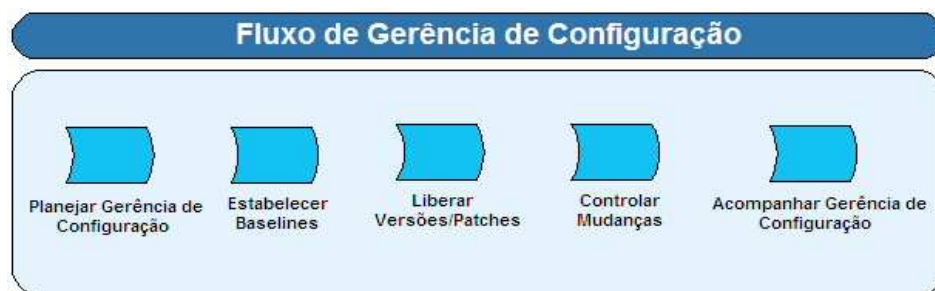 Fluxo de Gerência de Configuração
Planejar Gerência de
Configuração
Estabelecer
Baselines
Liberar
Versões/Patches
Controlar
Mudanças
Acompanhar Gerência de
Configuração